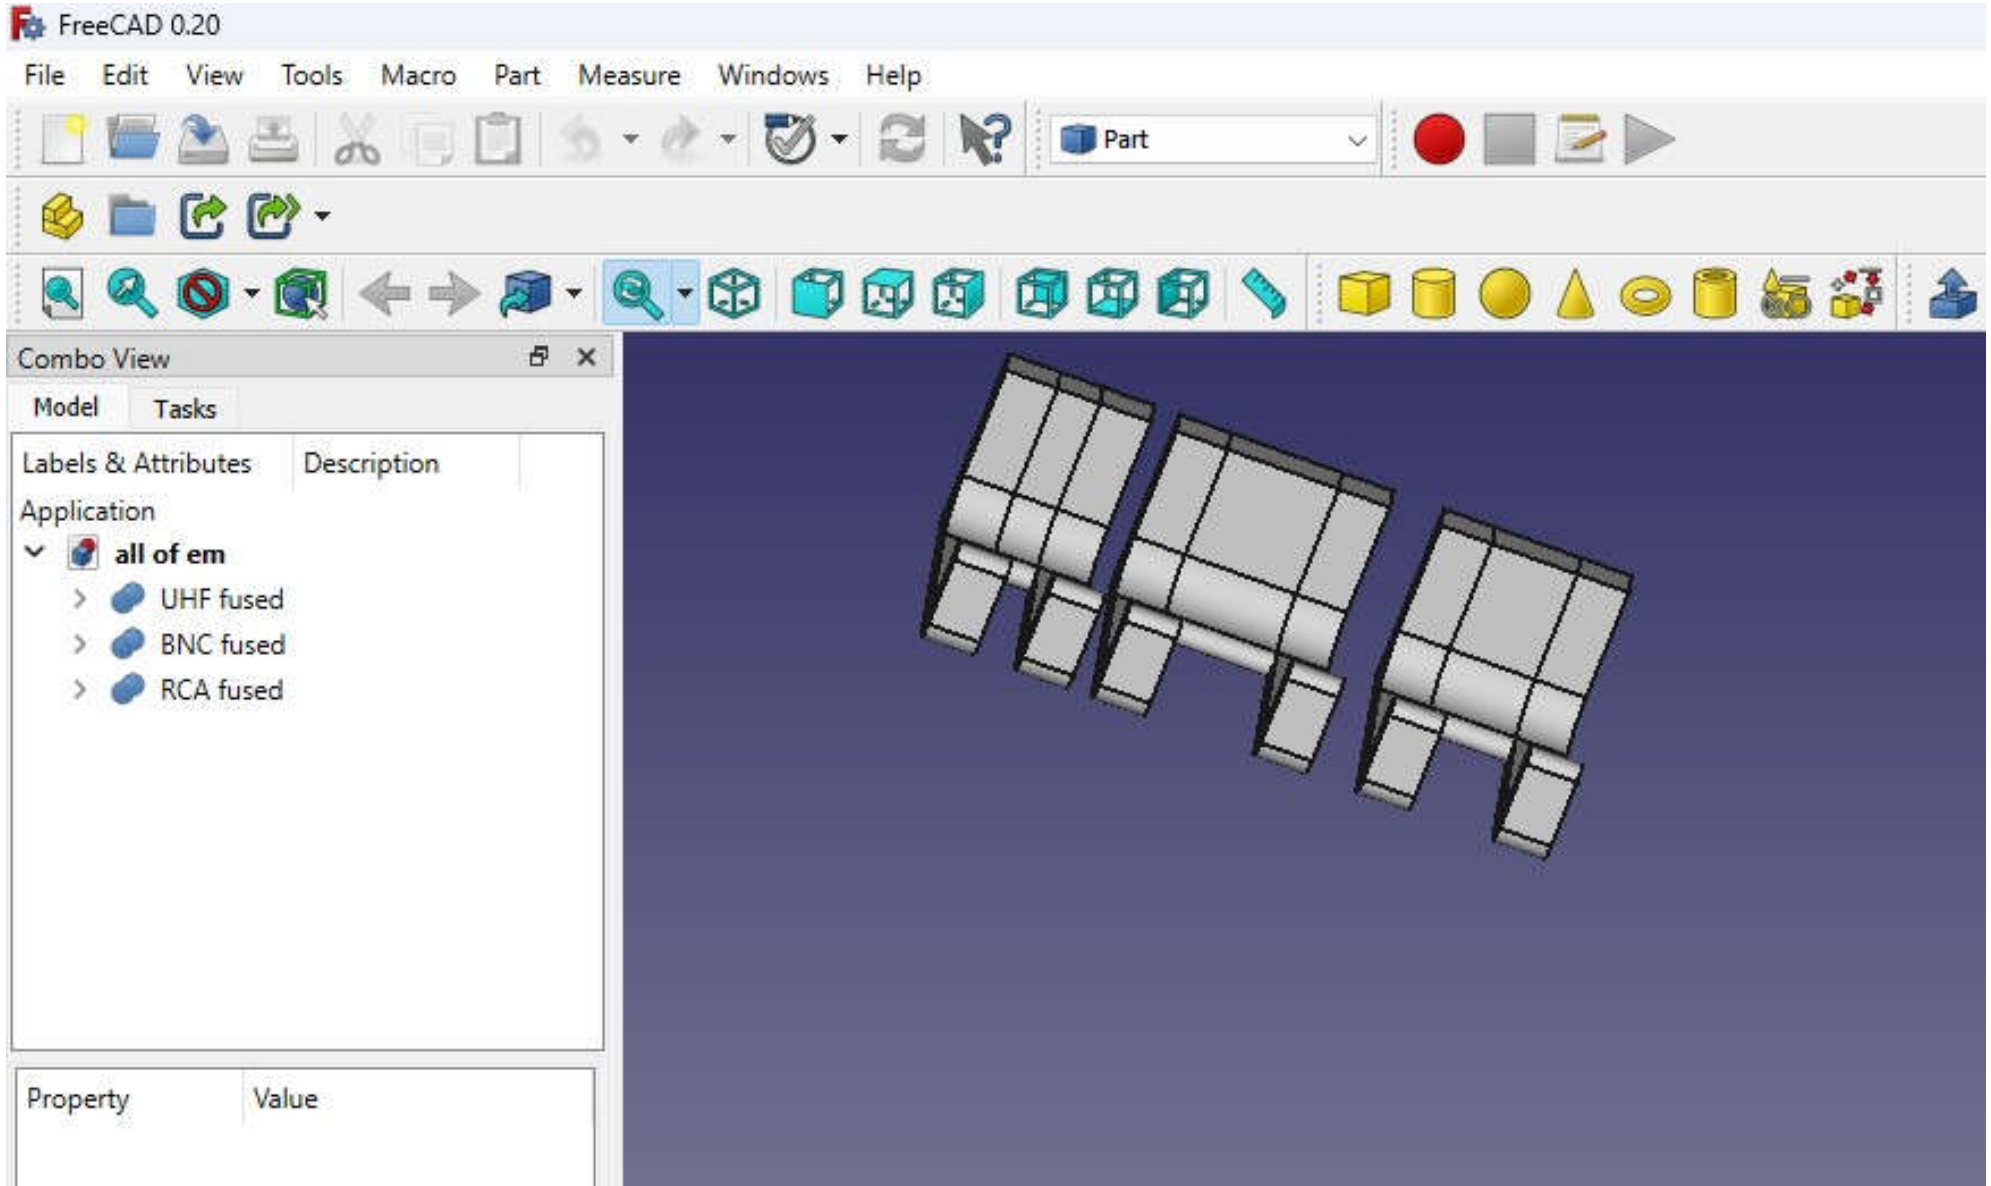 FreeCAD 0.20
File Edit View Tools Macro Part Measure Windows Help
Part
Combo View
Model Tasks
Labels & Attributes Description
Application
all of em
UHF fused
BNC fused
RCA fused
Property Value